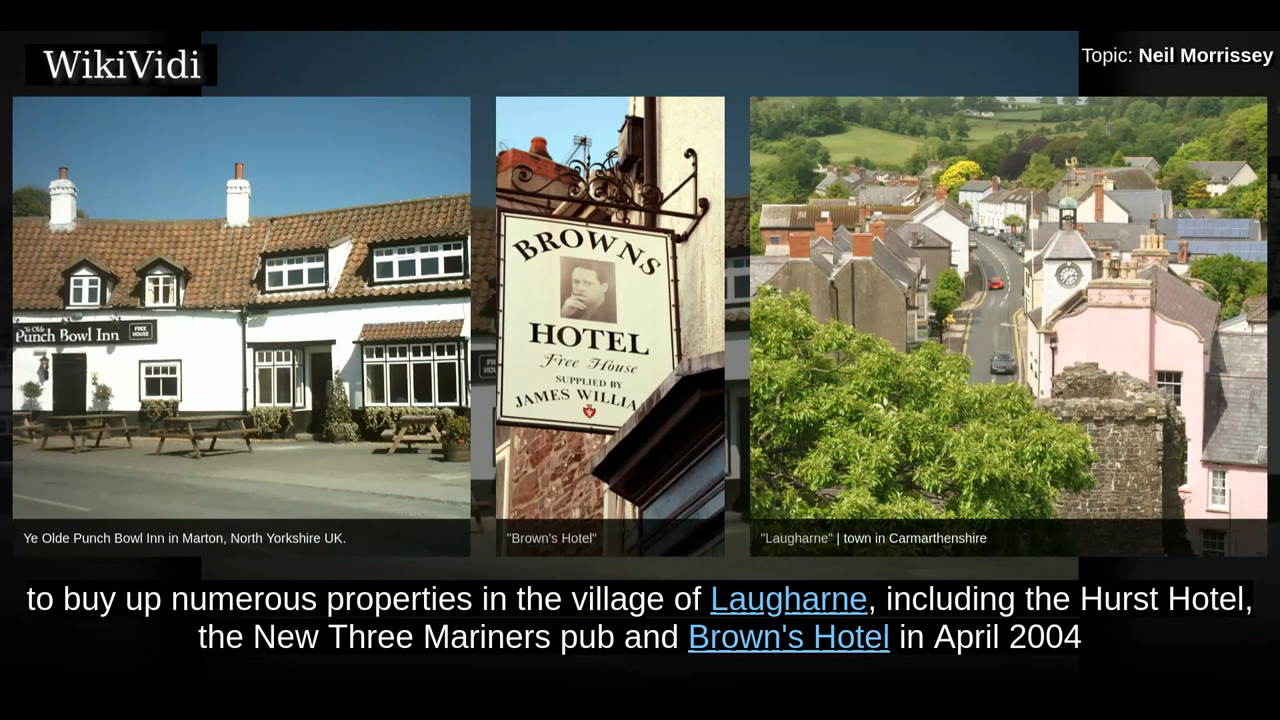 WikiVidi
Topic: Neil Morrissey
Ye Olde
Punch Bowl Inn
FREE
HOUSE
BROWNS
HOTEL
Free House
SUPPLIED BY
JAMES WILLIA
Ye Olde Punch Bowl Inn in Marton, North Yorkshire UK.
"Brown's Hotel"
"Laugharne" | town in Carmarthenshire
to buy up numerous properties in the village of Laugharne, including the Hurst Hotel,
the New Three Mariners pub and Brown's Hotel in April 2004